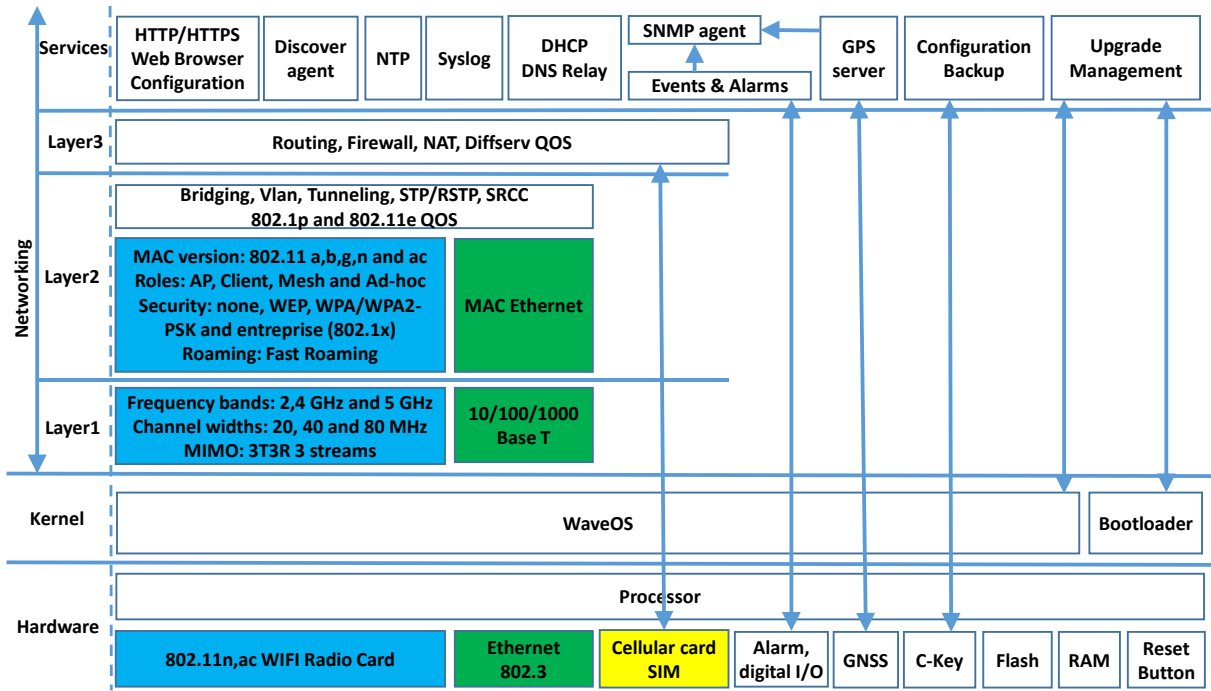 Services
HTTP/HTTPS
Web Browser
Configuration
Discover
agent
NTP
Syslog
DHCP
DNS Relay
SNMP agent
Events & Alarms
GPS
server
Configuration
Backup
Upgrade
Management
Networking
Layer3
Routing, Firewall, NAT, Diffserv QOS
Layer2
Bridging, Vlan, Tunneling, STP/RSTP, SRCC
802.1p and 802.11e QOS
MAC version: 802.11 a,b,g,n and ac
Roles: AP, Client, Mesh and Ad-hoc
Security: none, WEP, WPA/WPA2-
PSK and entreprise (802.1x)
Roaming: Fast Roaming
MAC Ethernet
Layer1
Frequency bands: 2,4 GHz and 5 GHz
Channel widths: 20, 40 and 80 MHz
MIMO: 3T3R 3 streams
10/100/1000
Base T
Kernel
WaveOS
Bootloader
Hardware
Processor
802.11n,ac WIFI Radio Card
Ethernet
802.3
Cellular card
SIM
Alarm,
digital I/O
GNSS
C-Key
Flash
RAM
Reset
Button